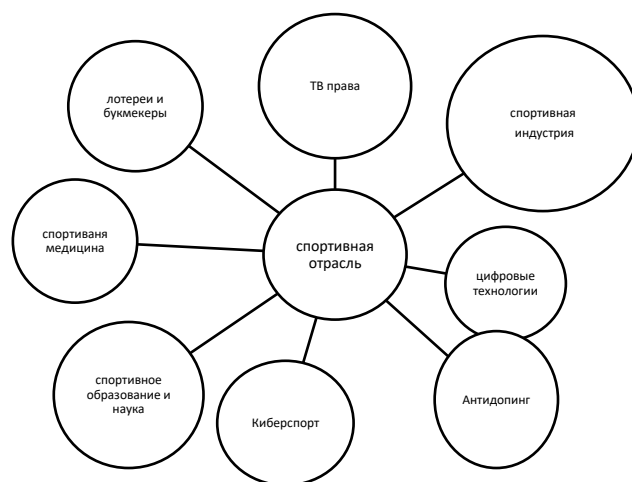 ТВ права
лотереи и
букмекеры
спортивная
индустрия
спортиваня
медицина
спортивная
отрасль
цифровые
технологии
спортивное
образование и
наука
Киберспорт
Антидопинг